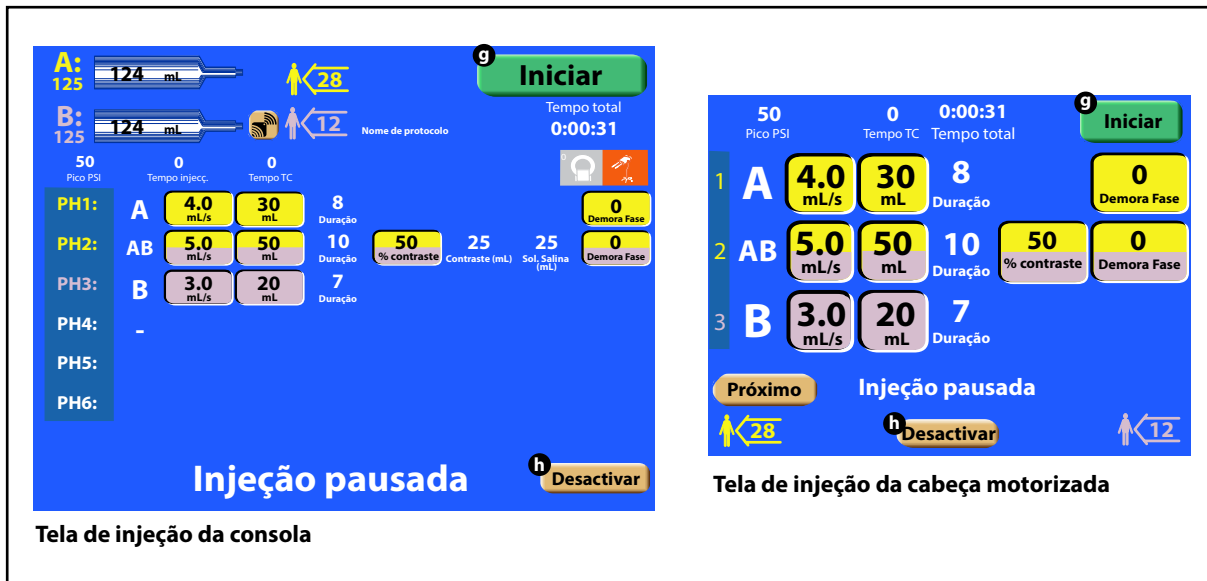 A:
125
124 mL
28
g
Iniciar
B:
125
124 mL
12
Nome de protocolo
Tempo total
0:00:31
50
Pico PSI
0
Tempo injecç.
0
Tempo TC
0
PH1:
A
4.0
mL/s
30
mL
8
Duração
0
Demora Fase
PH2:
AB
5.0
mL/s
50
mL
10
Duração
50
% contraste
25
Contraste (mL)
25
Sol. Salina
(mL)
0
Demora Fase
PH3:
B
3.0
mL/s
20
mL
7
Duração
PH4:
-
PH5:
PH6:
Injeção pausada
h
Desactivar
Tela de injeção da consola
50
Pico PSI
0
Tempo TC
0:00:31
Tempo total
g
Iniciar
1
A
4.0
mL/s
30
mL
8
Duração
0
Demora Fase
2
AB
5.0
mL/s
50
mL
10
Duração
50
% contraste
0
Demora Fase
3
B
3.0
mL/s
20
mL
7
Duração
Próximo
Injeção pausada
28
h
Desactivar
12
Tela de injeção da cabeça motorizada